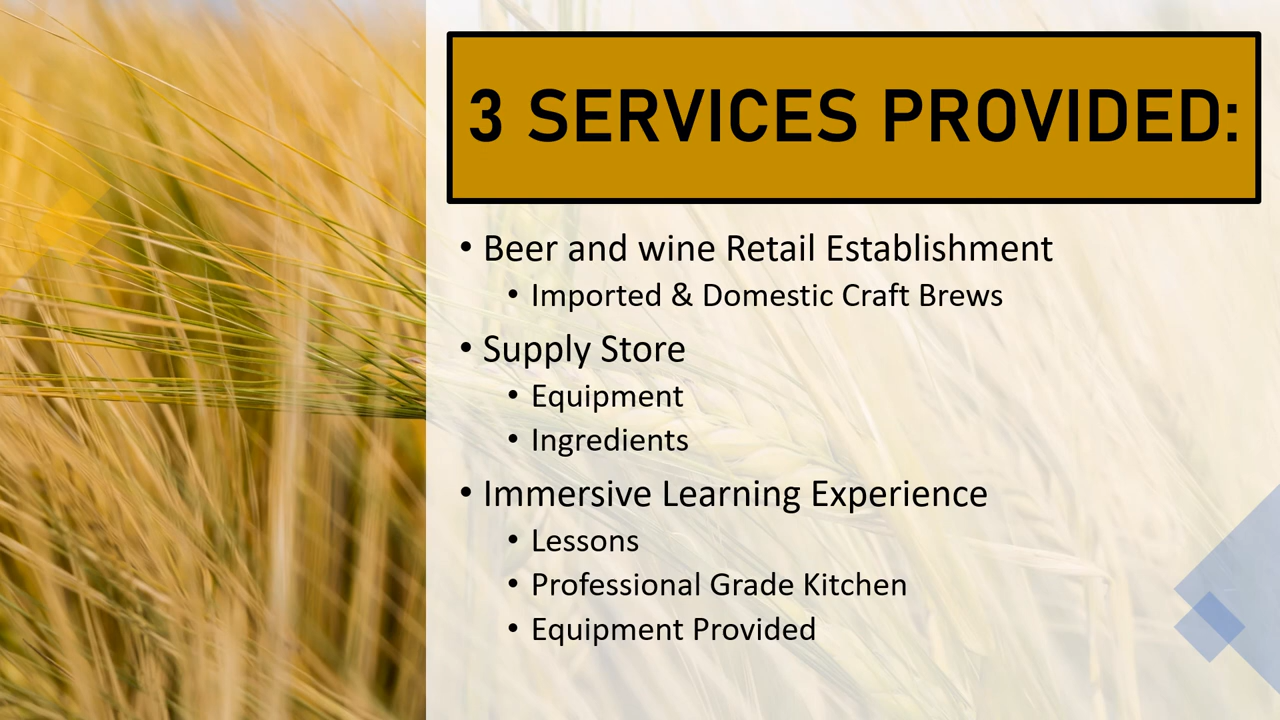 3 SERVICES PROVIDED:
• Beer and wine Retail Establishment
• Imported & Domestic Craft Brews
• Supply Store
• Equipment
• Ingredients
• Immersive Learning Experience
• Lessons
• Professional Grade Kitchen
• Equipment Provided